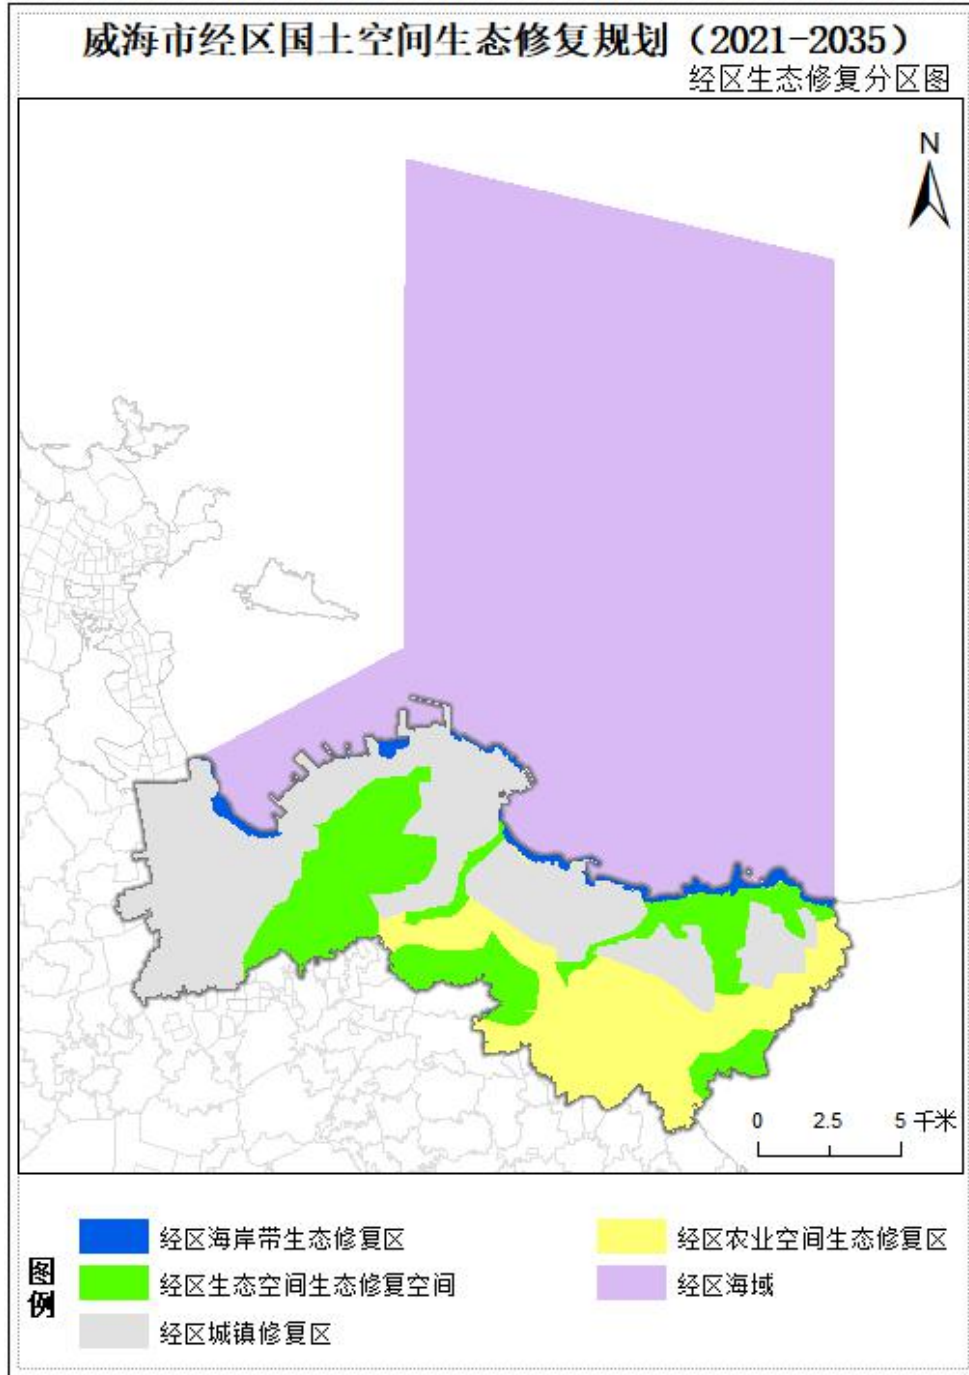 威海市经区国土空间生态修复规划（2021-2035）
经区生态修复分区图
N
0 2.5 5 千米
图例
经区海岸带生态修复区
经区农业空间生态修复区
经区生态空间生态修复空间
经区海域
经区城镇修复区